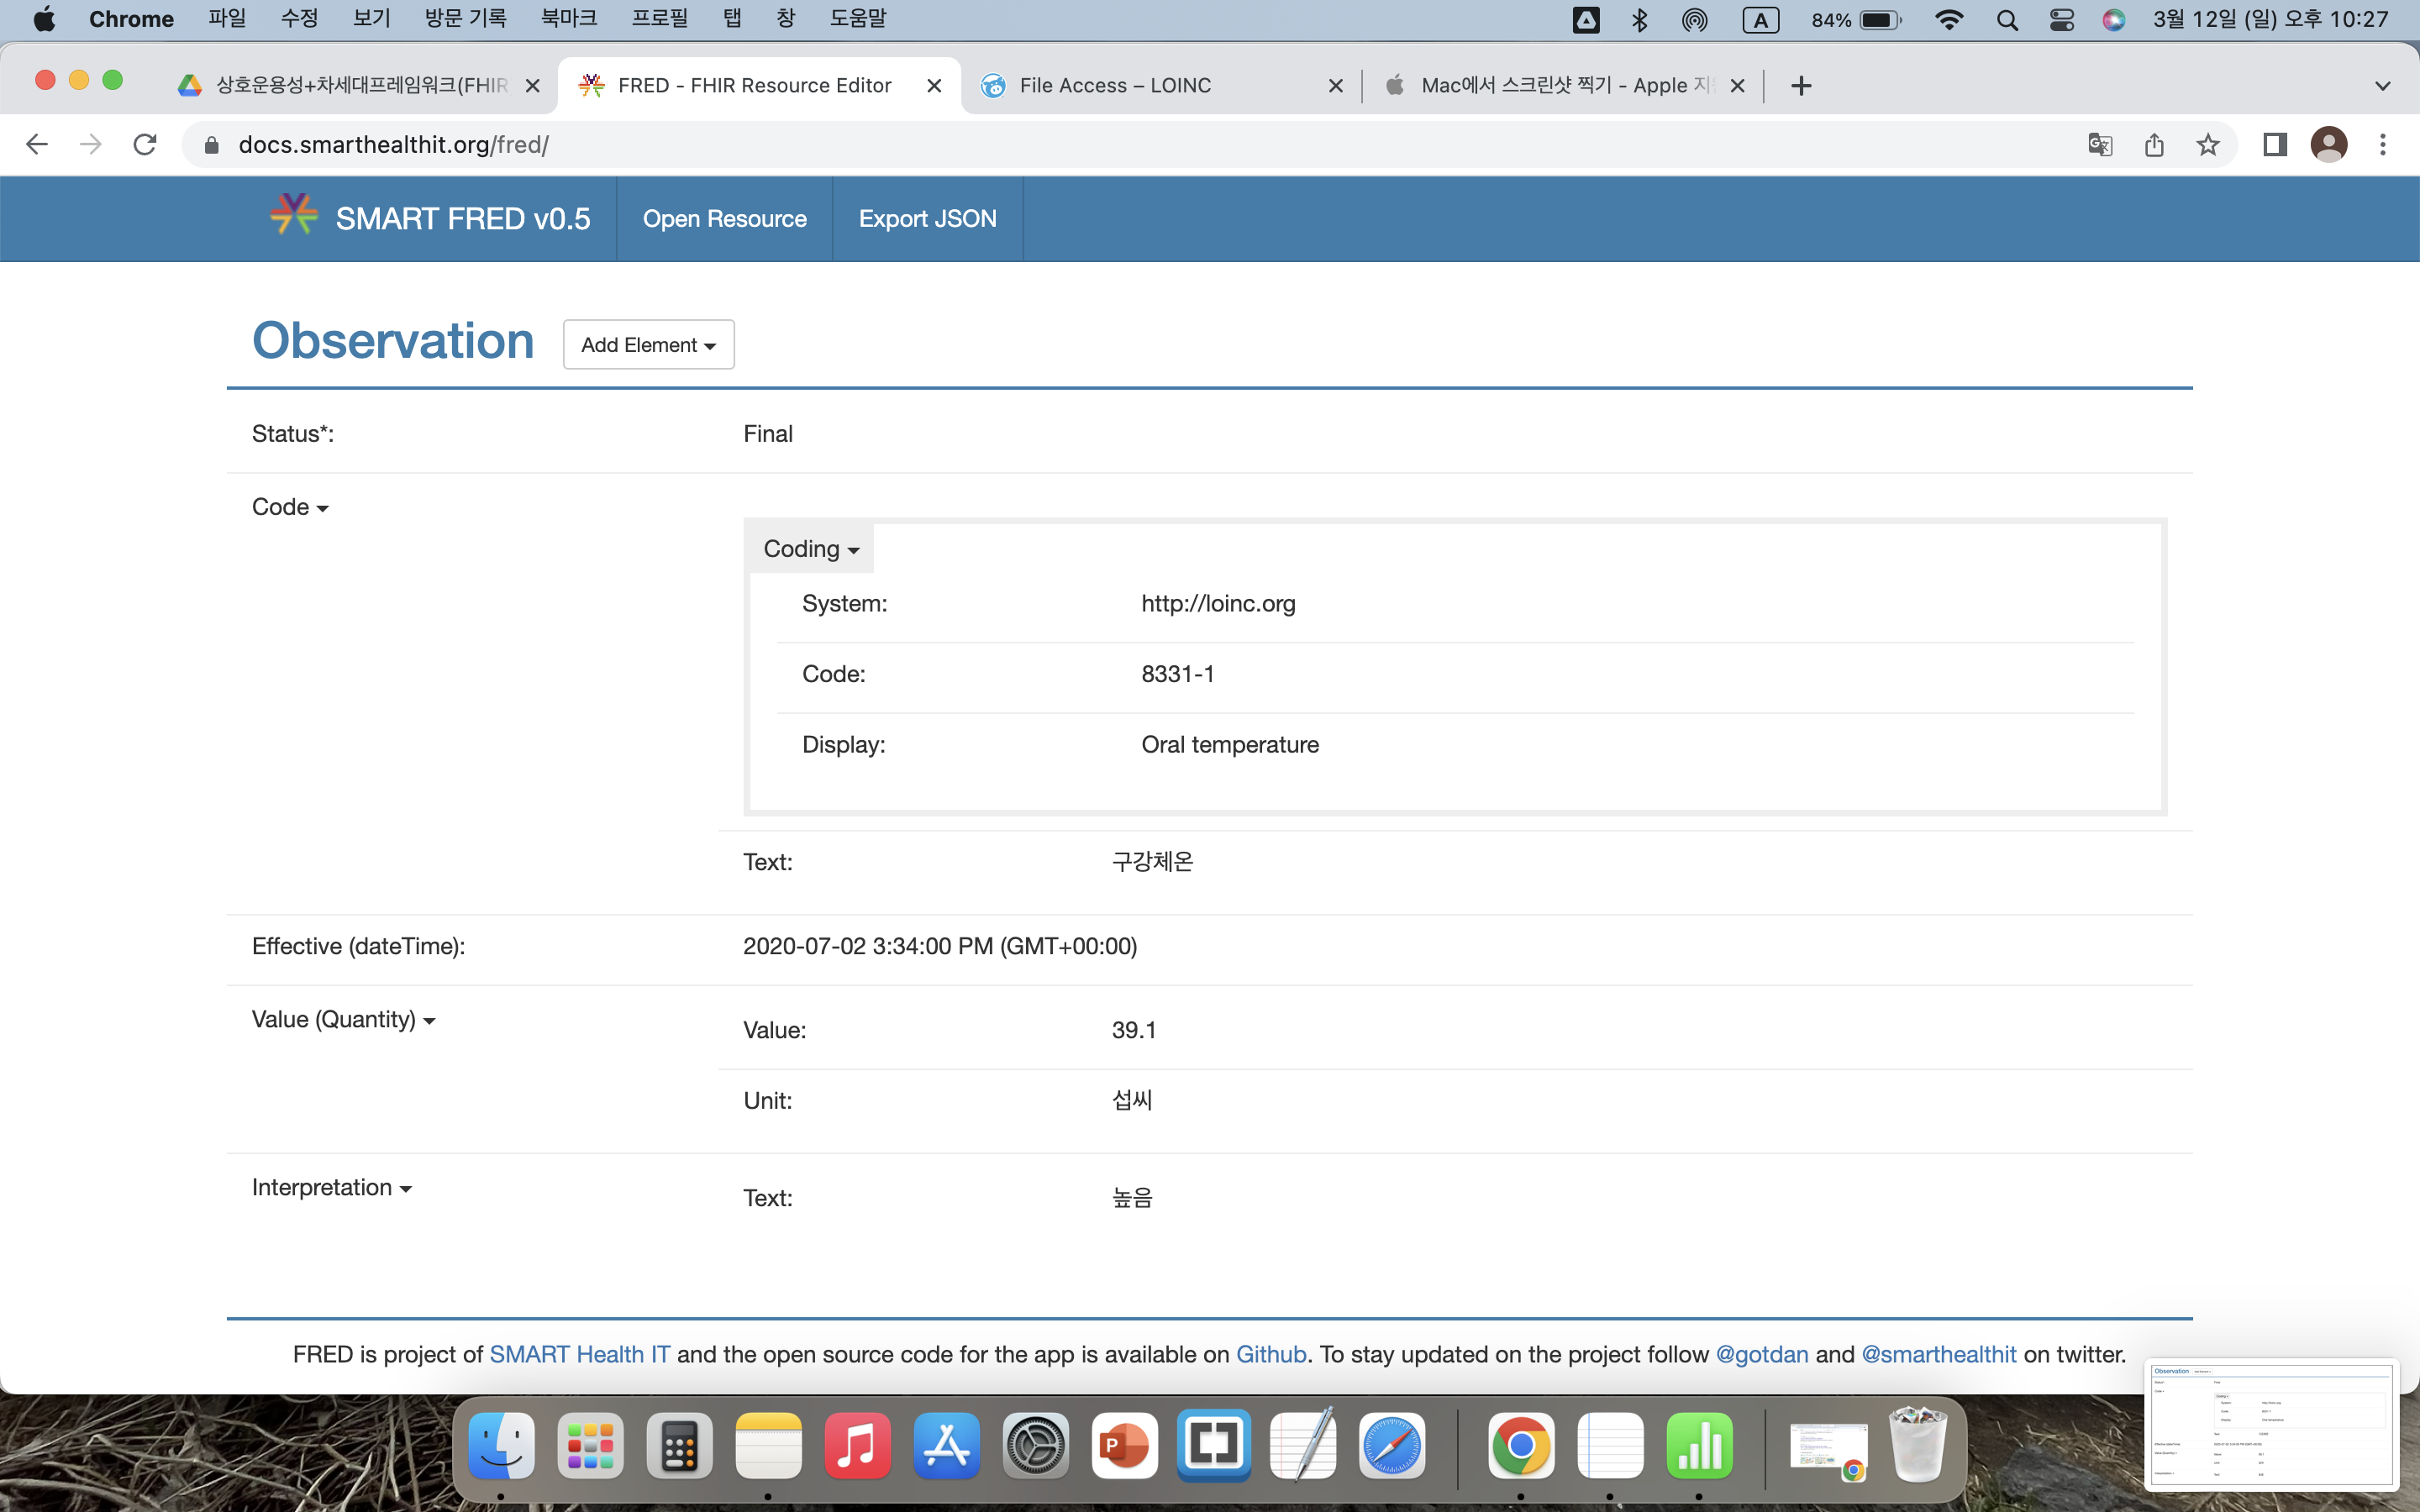 Chrome 파일 수정 보기 방문 기록 북마크 프로필 탭 창 도움말 A 84% 3월 12일 (일) 오후 10:27
상호운용성+차세대프레임워크(FHIR FRED - FHIR Resource Editor File Access – LOINC Mac에서 스크린샷 찍기 - Apple 지
docs.smarthealthit.org/fred/
SMART FRED v0.5 Open Resource Export JSON
Observation Add Element
Status*: Final
Code
Coding
System: http://loinc.org
Code: 8331-1
Display: Oral temperature
Text: 구강체온
Effective (dateTime): 2020-07-02 3:34:00 PM (GMT+00:00)
Value (Quantity) Value: 39.1
Unit: 섭씨
Interpretation Text: 높음
FRED is project of SMART Health IT and the open source code for the app is available on Github. To stay updated on the project follow @gotdan and @smarthealthit on twitter.
Observation
P